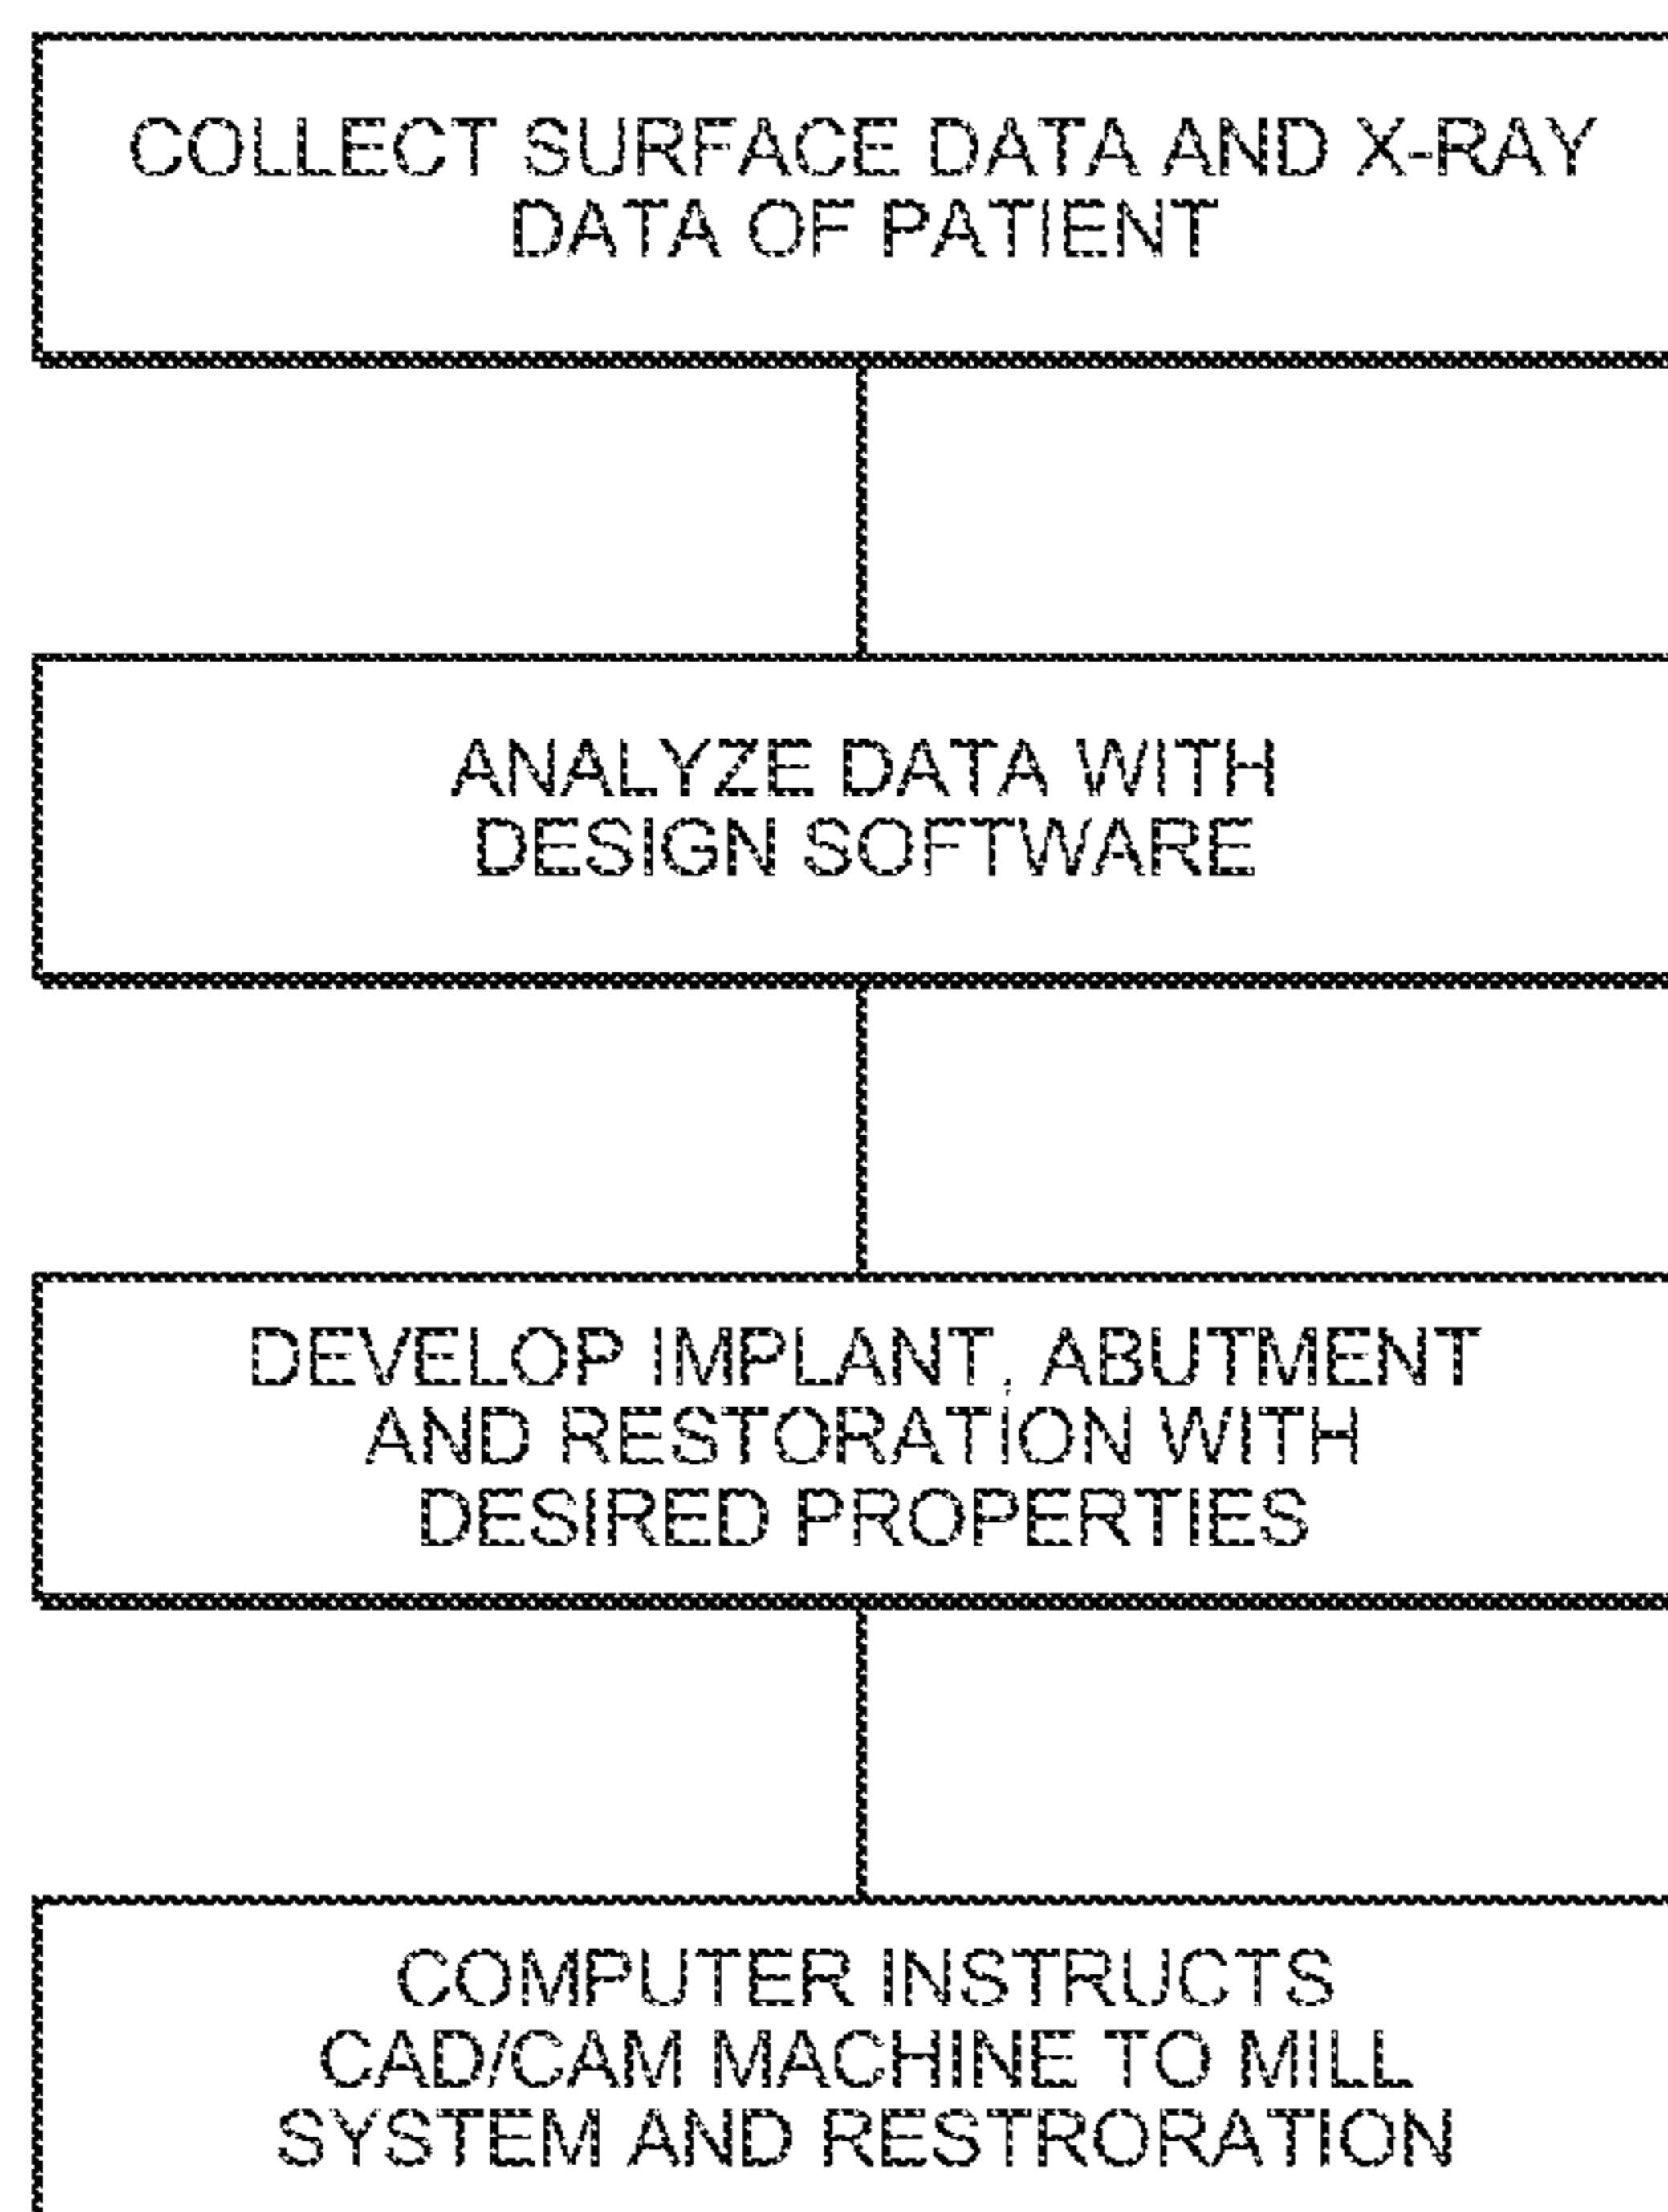 COLLECT SURFACE DATA AND X-RAY
DATA OF PATIENT
ANALYZE DATA WITH
DESIGN SOFTWARE
DEVELOP IMPLANT, ABUTMENT
AND RESTORATION WITH
DESIRED PROPERTIES
COMPUTER INSTRUCTS
CAD/CAM MACHINE TO MILL
SYSTEM AND RESTRORATION